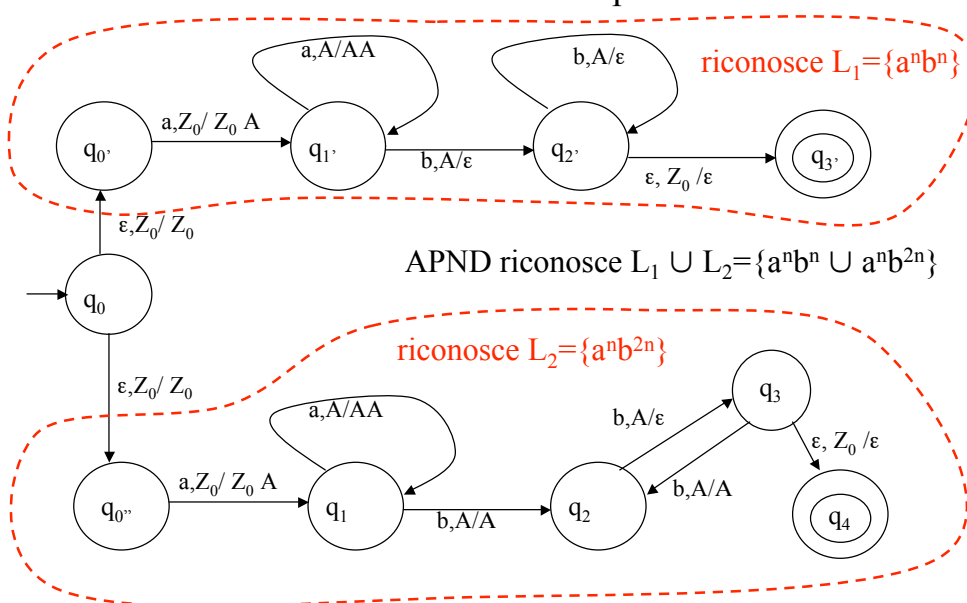 a,A/AA
b,A/ε
riconosce L₁={aⁿbⁿ}
q₀'
a,Z₀/ Z₀ A
q₁'
b,A/ε
q₂'
ε, Z₀ /ε
q₃'
ε,Z₀/ Z₀
APND riconosce L₁ ∪ L₂={aⁿbⁿ ∪ aⁿb²ⁿ}
q₀
riconosce L₂={aⁿb²ⁿ}
ε,Z₀/ Z₀
a,A/AA
b,A/ε
q₃
ε, Z₀ /ε
q₀''
a,Z₀/ Z₀ A
q₁
b,A/A
q₂
b,A/A
q₄